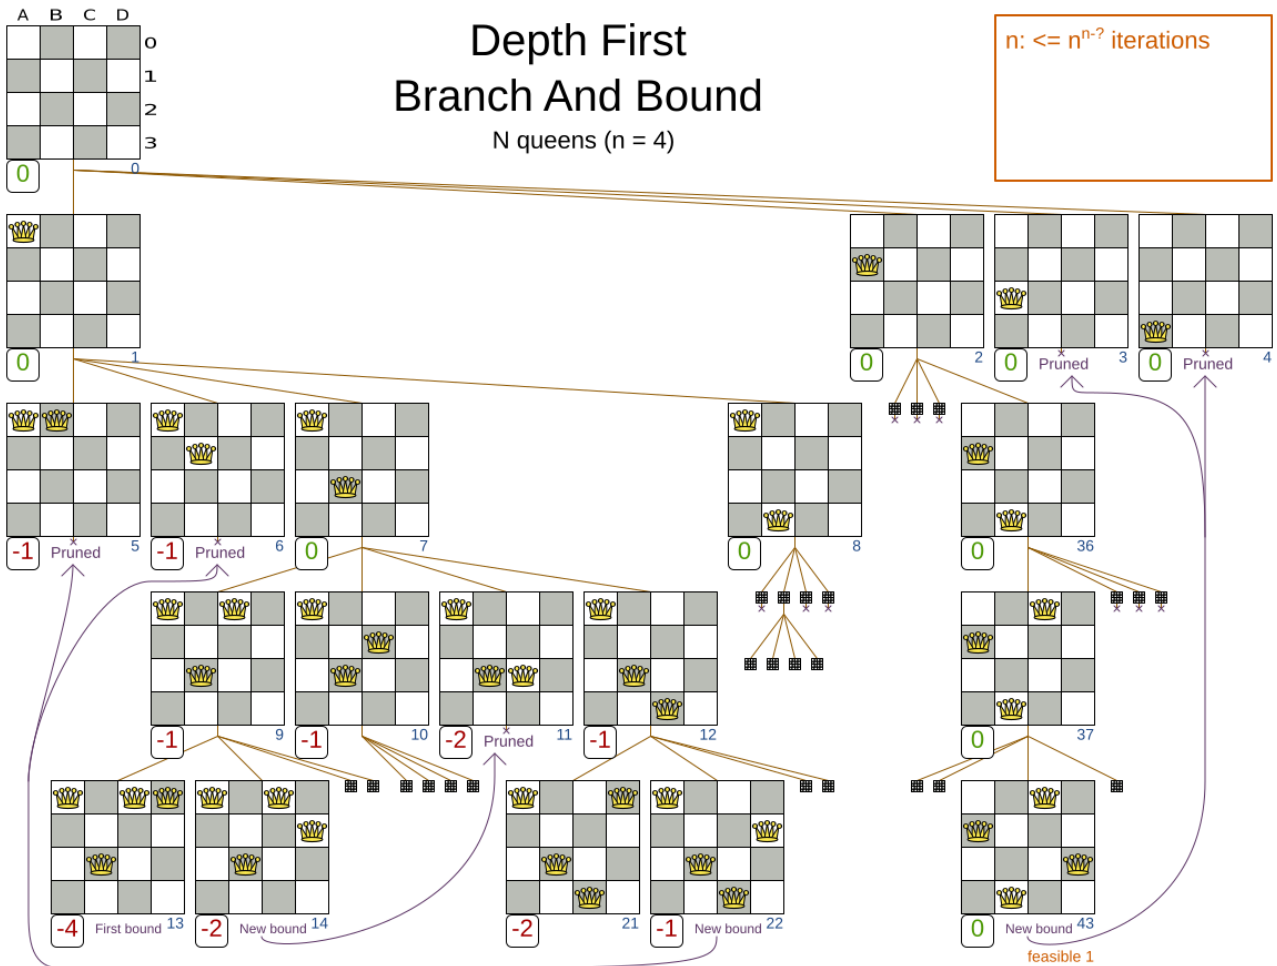 A B C D
Depth First
Branch And Bound
N queens (n = 4)
n: <= n^n-? iterations
0
1
2
3
0 0
0 1
0 2
0 Pruned 3
0 Pruned 4
-1 Pruned 5
-1 Pruned 6
0 7
0 8
0 36
-1 9
-1 10
-2 Pruned 11
-1 12
0 37
-4 First bound 13
-2 New bound 14
-2 21
-1 New bound 22
0 New bound 43
feasible 1